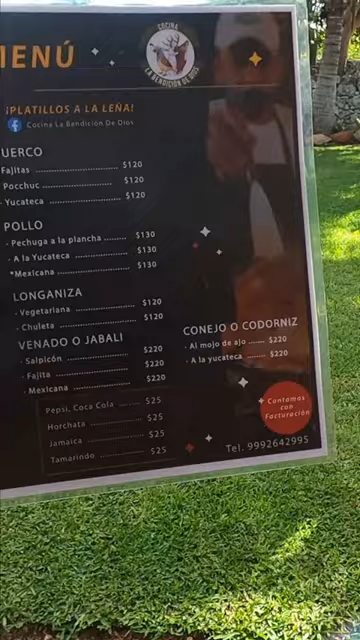 COCINA
LA BENDICIÓN DE DIOS
MENÚ
¡PLATILLOS A LA LEÑA!
Cocina La Bendición De Dios
UERCO
Fajitas ........ $120
Pocchuc ........ $120
· Yucateca ........ $120
POLLO
· Pechuga a la plancha ........ $130
· A la Yucateca ........ $130
*Mexicana ........ $130
LONGANIZA
· Vegetariana ........ $120
· Chuleta ........ $120
VENADO O JABALI
· Salpicón ........ $220
· Fajita ........ $220
· Mexicana ........ $220
Pepsi, Coca Cola ........ $25
Horchata ........ $25
Jamaica ........ $25
Tamarindo ........ $25
CONEJO O CODORNIZ
· Al mojo de ajo ........ $220
· A la yucateca ........ $220
Contamos
con
Facturación
Tel. 9992642995